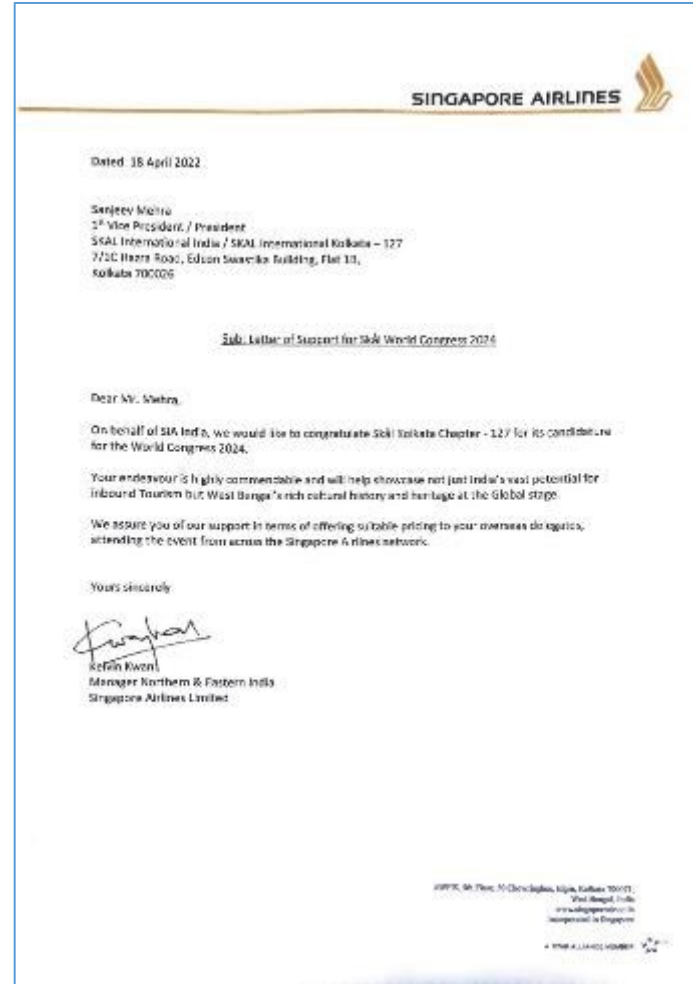 SINGAPORE AIRLINES
Dated 18 April 2022
Sanjeev Mehra
1st Vice President / President
SKAL International India / SKAL International Kolkata – 127
7/1C Hazra Road, Edcon Swastika Building, Flat 1B,
Kolkata 700026
Sub: Letter of Support for Skål World Congress 2024
Dear Mr. Mehra,
On behalf of SIA India, we would like to congratulate Skål Kolkata Chapter - 127 for its candidature
for the World Congress 2024.
Your endeavour is highly commendable and will help showcase not just India's vast potential for
inbound Tourism but West Bengal's rich cultural history and heritage at the Global stage.
We assure you of our support in terms of offering suitable pricing to your overseas delegates,
attending the event from across the Singapore Airlines network.
Yours sincerely
Kelvin Kwan
Manager Northern & Eastern India
Singapore Airlines Limited
West Bengal, India
Incorporated in Singapore
A STAR ALLIANCE MEMBER